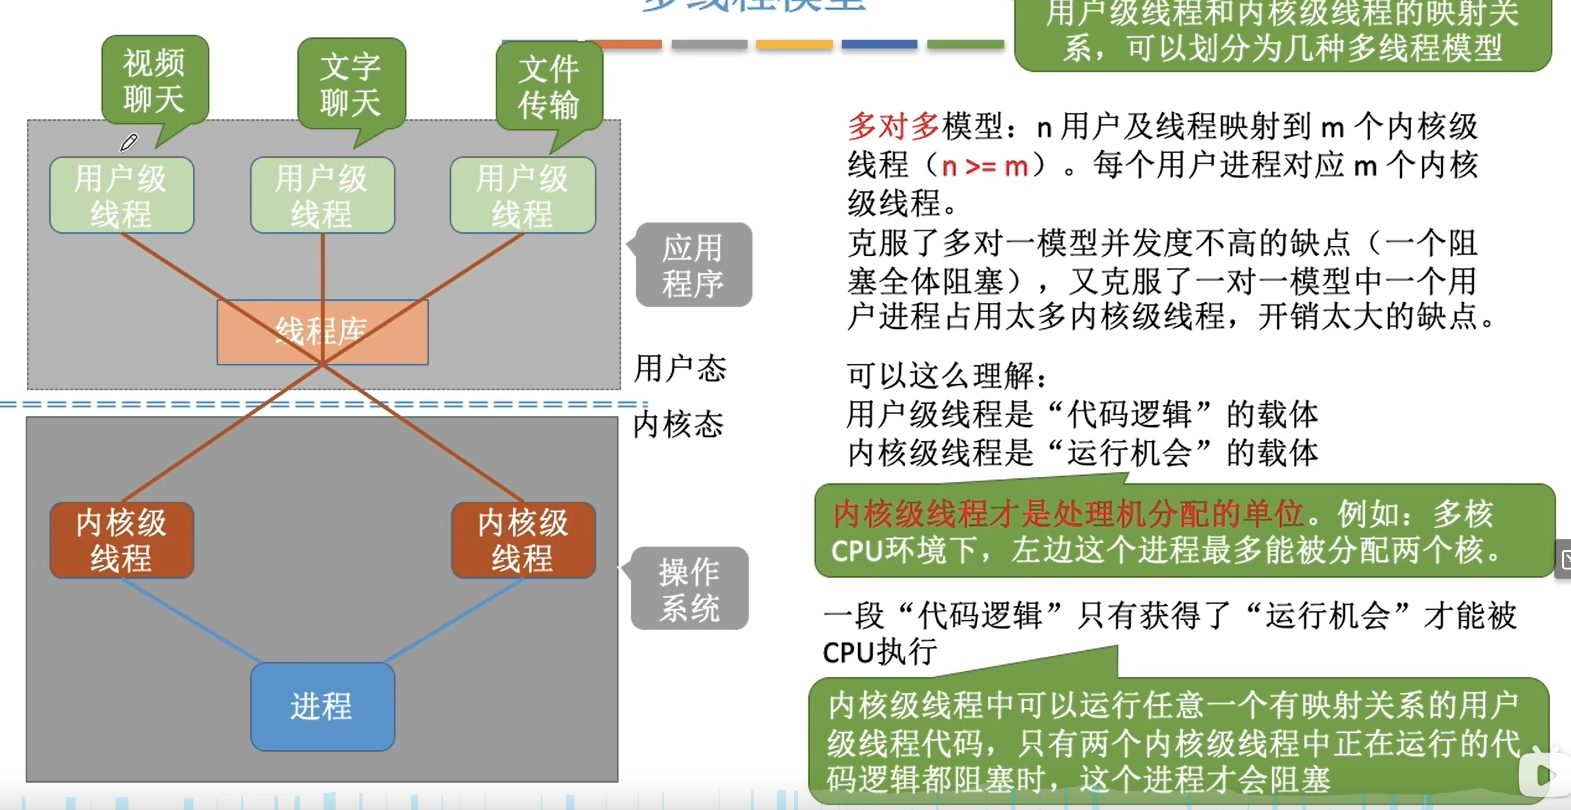 多线程模型
用户级线程和内核级线程的映射关
系，可以划分为几种多线程模型
视频
聊天
文字
聊天
文件
传输
用户级
线程
用户级
线程
用户级
线程
线程库
应用
程序
用户态
内核态
内核级
线程
内核级
线程
操作
系统
进程
多对多模型：n 用户及线程映射到 m 个内核级
线程（n >= m）。每个用户进程对应 m 个内核
级线程。
克服了多对一模型并发度不高的缺点（一个阻
塞全体阻塞），又克服了一对一模型中一个用
户进程占用太多内核级线程，开销太大的缺点。
可以这么理解：
用户级线程是“代码逻辑”的载体
内核级线程是“运行机会”的载体
内核级线程才是处理机分配的单位。例如：多核
CPU环境下，左边这个进程最多能被分配两个核。
一段“代码逻辑”只有获得了“运行机会”才能被
CPU执行
内核级线程中可以运行任意一个有映射关系的用户
级线程代码，只有两个内核级线程中正在运行的代
码逻辑都阻塞时，这个进程才会阻塞